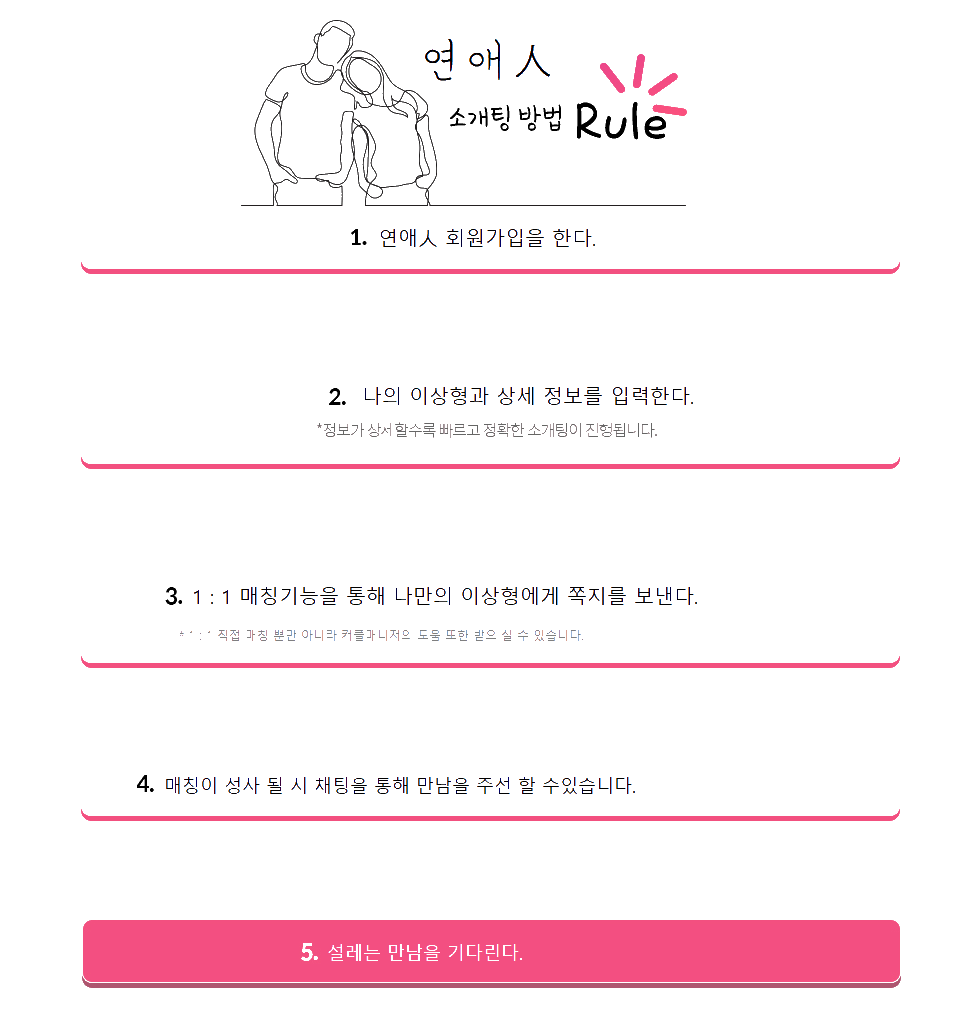 연애人
소개팅 방법 Rule
1. 연애人 회원가입을 한다.
2. 나의 이상형과 상세 정보를 입력한다.
*정보가 상세할수록 빠르고 정확한 소개팅이 진행됩니다.
3. 1 : 1 매칭기능을 통해 나만의 이상형에게 쪽지를 보낸다.
* 1 : 1 직접 매칭 뿐만 아니라 커플매니저의 도움 또한 받으 실 수 있습니다.
4. 매칭이 성사 될 시 채팅을 통해 만남을 주선 할 수있습니다.
5. 설레는 만남을 기다린다.